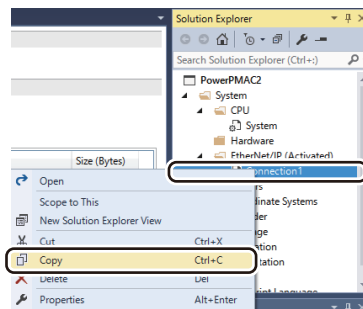 Solution Explorer
Search Solution Explorer (Ctrl+:)
PowerPMAC2
System
CPU
System
Hardware
EtherNet/IP (Activated)
Connection1
Size (Bytes)
Open
Scope to This
New Solution Explorer View
Cut Ctrl+X
Copy Ctrl+C
Delete Del
Properties Alt+Enter